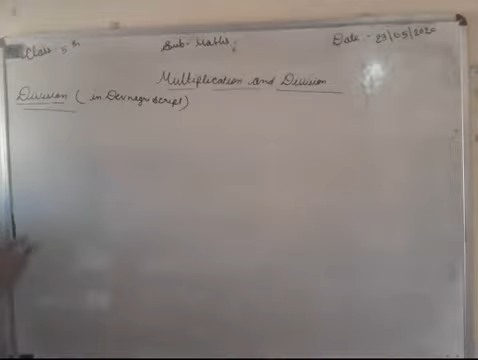 Class - 5th Sub - Maths Date - 23/05/2020
Multiplication and Division
Division ( in Devnagri script)